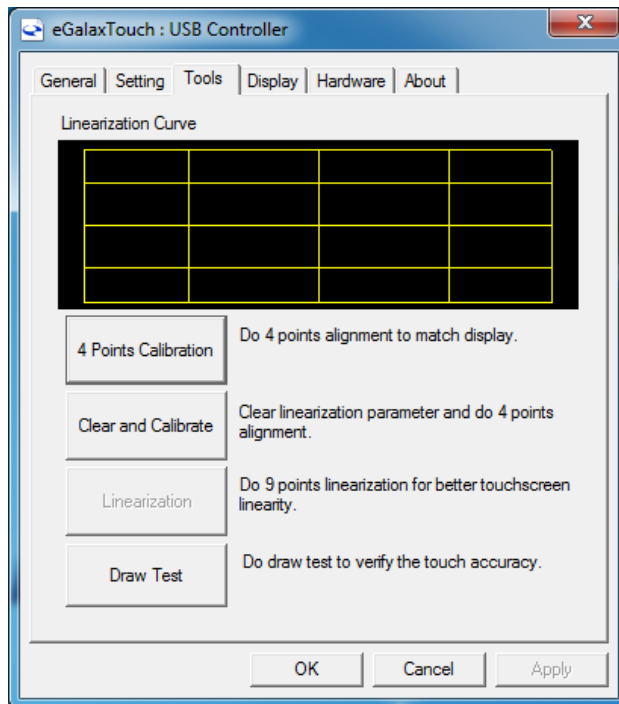 eGalaxTouch : USB Controller
General Setting Tools Display Hardware About
Linearization Curve
4 Points Calibration
Do 4 points alignment to match display.
Clear and Calibrate
Clear linearization parameter and do 4 points
alignment.
Linearization
Do 9 points linearization for better touchscreen
linearity.
Draw Test
Do draw test to verify the touch accuracy.
OK Cancel Apply